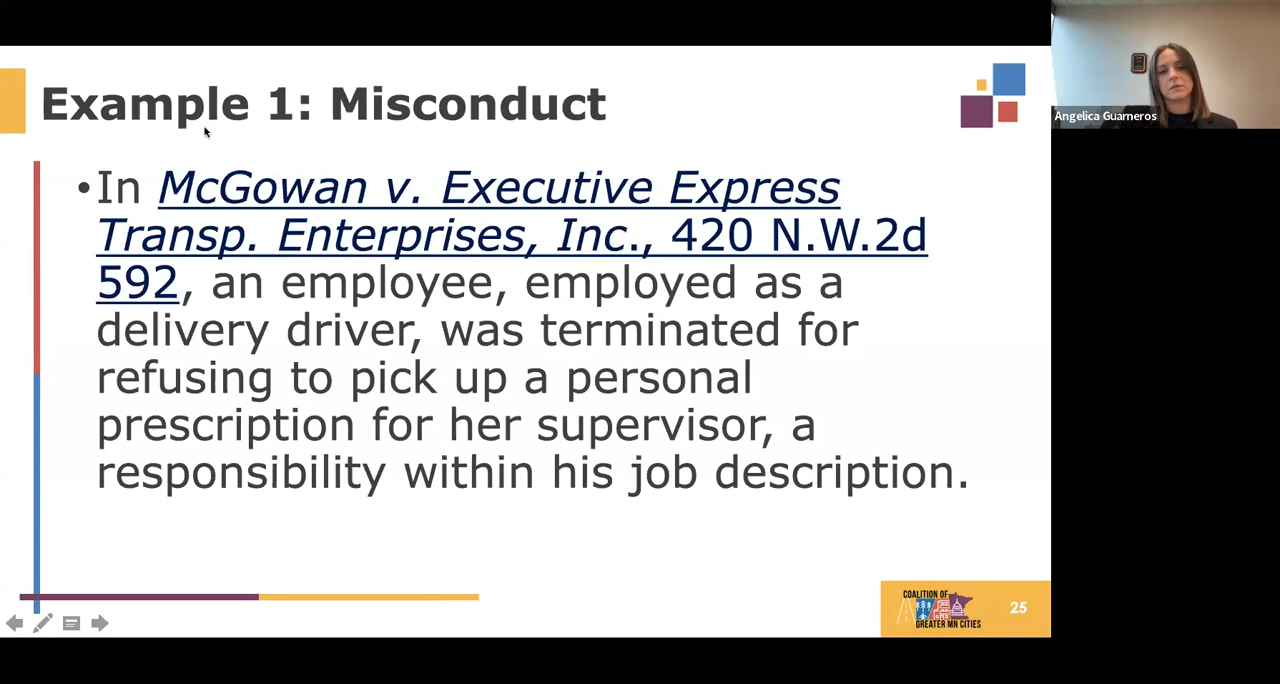 Example 1: Misconduct
Angelica Guarneros
•In McGowan v. Executive Express
Transp. Enterprises, Inc., 420 N.W.2d
592, an employee, employed as a
delivery driver, was terminated for
refusing to pick up a personal
prescription for her supervisor, a
responsibility within his job description.
COALITION OF
GREATER MN CITIES
25